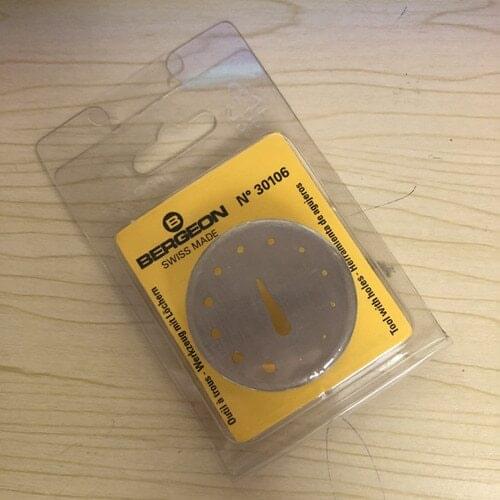 B
BERGEON
SWISS MADE
N° 30106
Outil à trous - Werkzeug mit Löchern
Tool with holes - Herramienta de agujeros